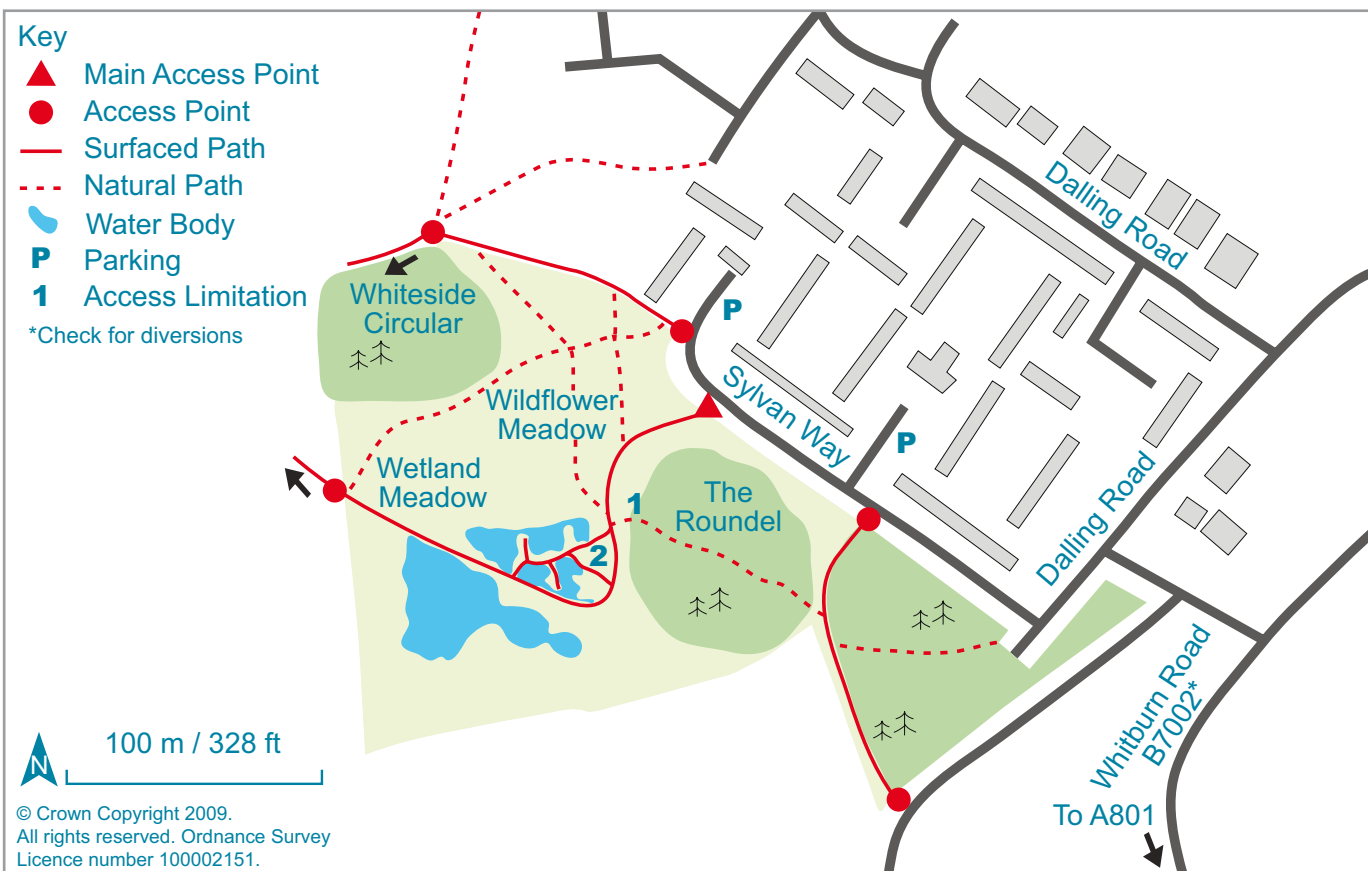 Key
Main Access Point
Access Point
Surfaced Path
Natural Path
Water Body
P Parking
1 Access Limitation
*Check for diversions
Whiteside
Circular
Wildflower
Meadow
Wetland
Meadow
The
Roundel
1
2
P
P
Sylvan Way
Dalling Road
Dalling Road
Whitburn Road
B7002*
To A801
N
100 m / 328 ft
© Crown Copyright 2009.
All rights reserved. Ordnance Survey
Licence number 100002151.